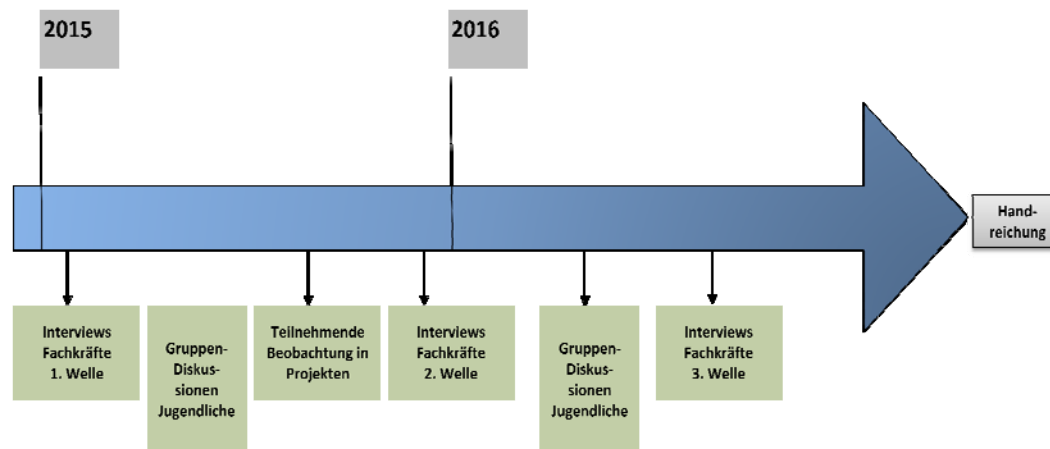 2015
2016
Hand-
reichung
Interviews
Fachkräfte
1. Welle
Gruppen-
Diskus-
sionen
Jugendliche
Teilnehmende
Beobachtung in
Projekten
Interviews
Fachkräfte
2. Welle
Gruppen-
Diskus-
sionen
Jugendliche
Interviews
Fachkräfte
3. Welle